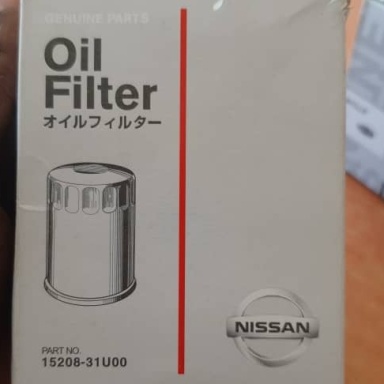 GENUINE PARTS
Oil
Filter
オイルフィルター
NISSAN
PART NO.
15208-31U00